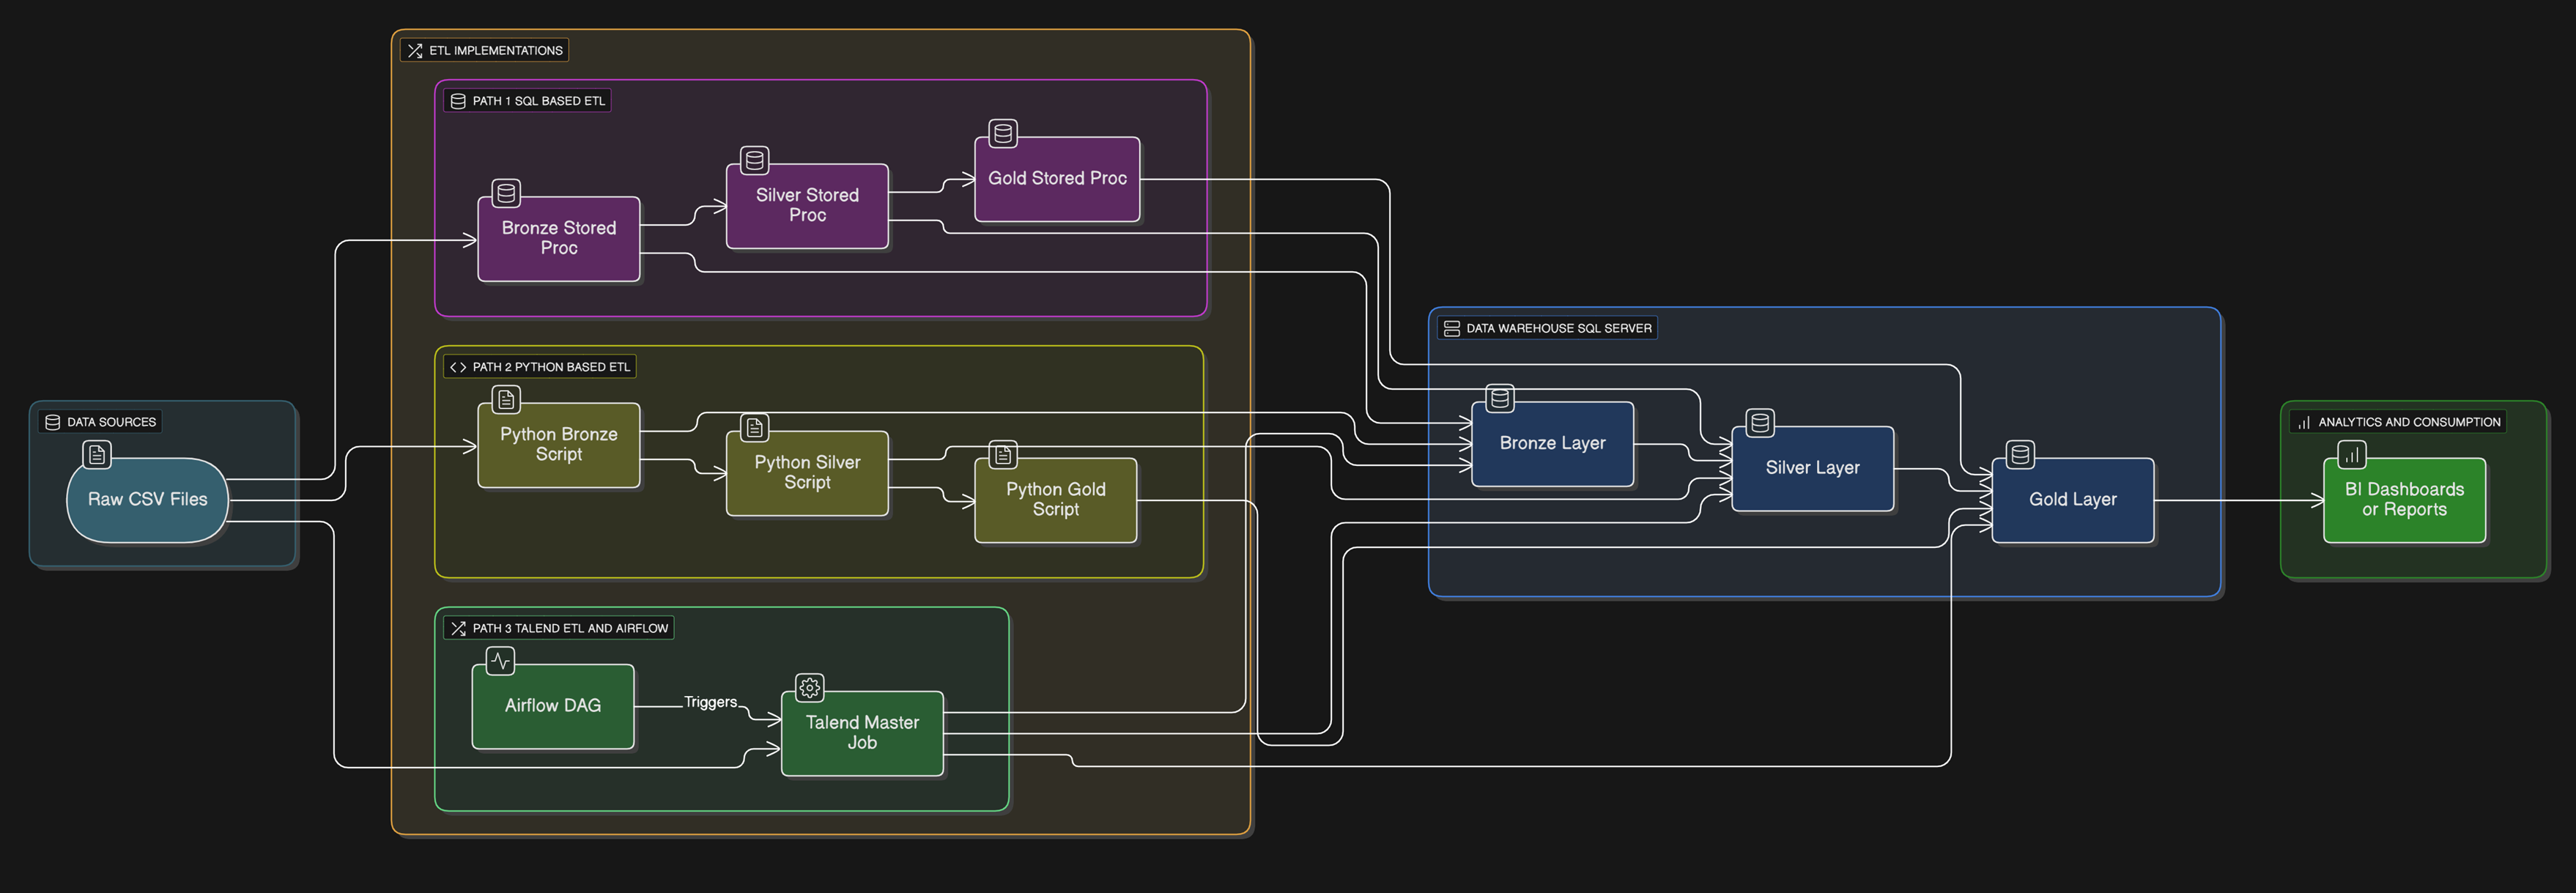 ETL IMPLEMENTATIONS
PATH 1 SQL BASED ETL
Bronze Stored
Proc
Silver Stored
Proc
Gold Stored Proc
PATH 2 PYTHON BASED ETL
Python Bronze
Script
Python Silver
Script
Python Gold
Script
PATH 3 TALEND ETL AND AIRFLOW
Airflow DAG
Triggers
Talend Master
Job
DATA SOURCES
Raw CSV Files
DATA WAREHOUSE SQL SERVER
Bronze Layer
Silver Layer
Gold Layer
ANALYTICS AND CONSUMPTION
BI Dashboards
or Reports